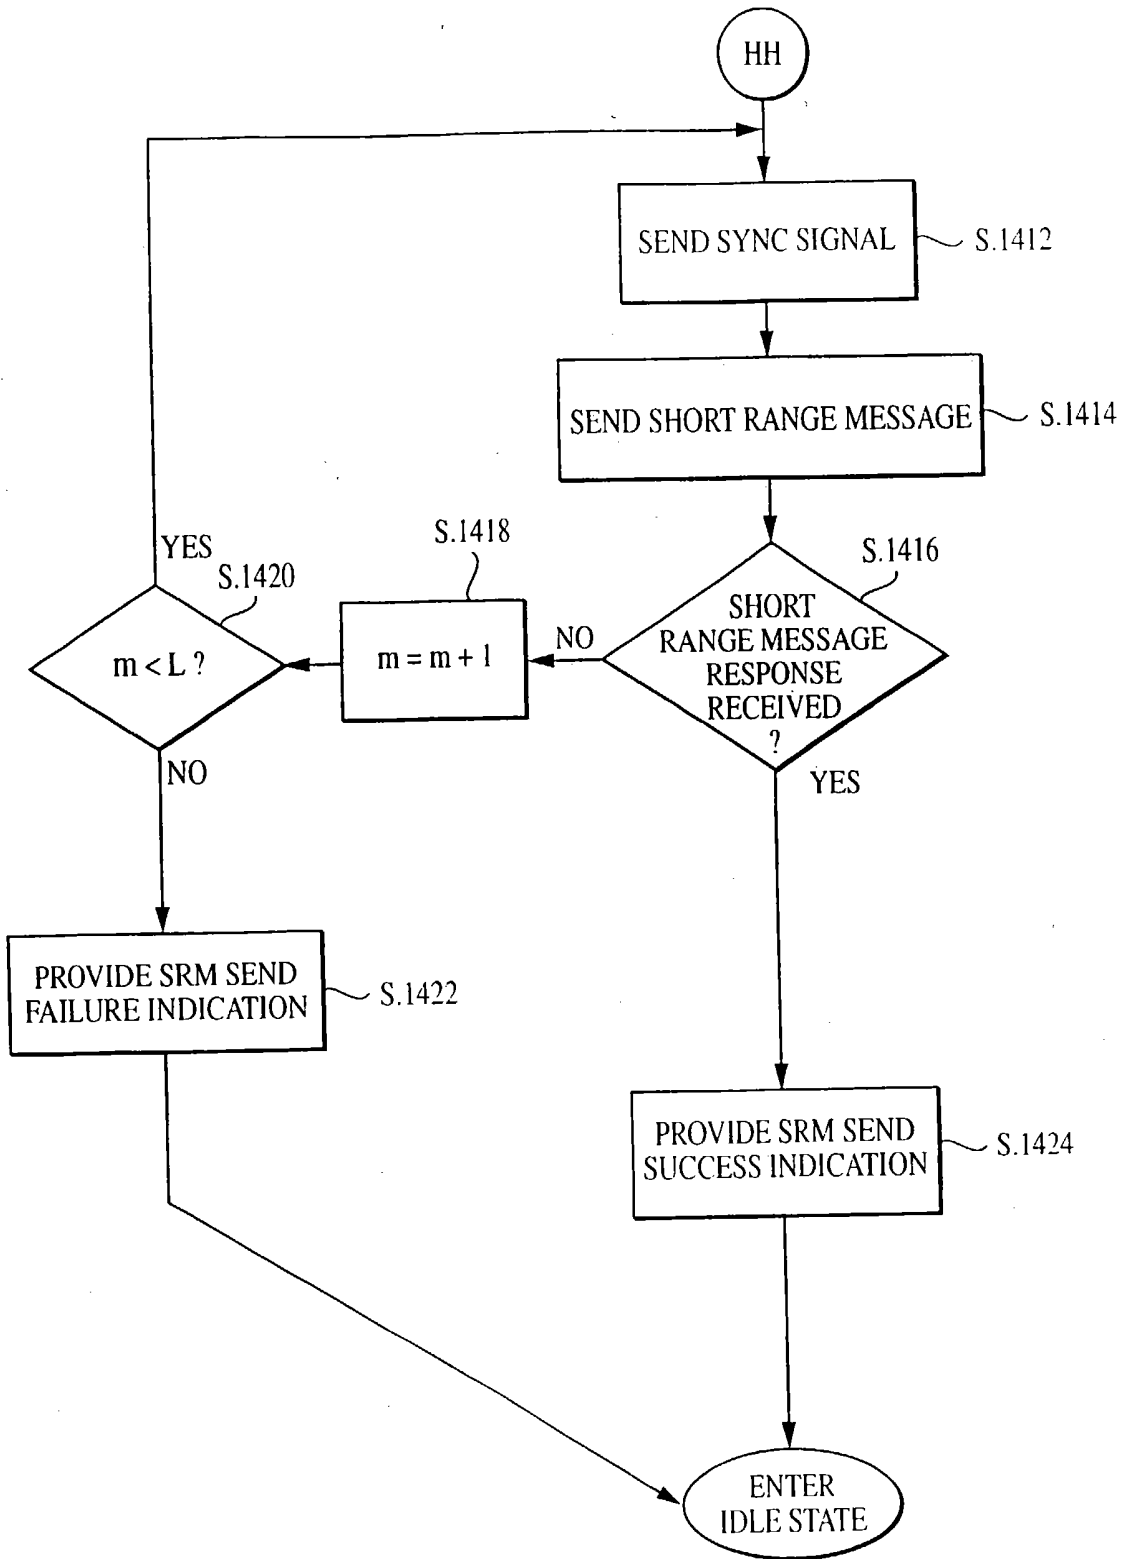 HH
SEND SYNC SIGNAL
S.1412
SEND SHORT RANGE MESSAGE
S.1414
S.1416
SHORT
RANGE MESSAGE
RESPONSE
RECEIVED
?
NO
YES
S.1418
m = m + 1
YES
S.1420
m < L ?
NO
PROVIDE SRM SEND
FAILURE INDICATION
S.1422
PROVIDE SRM SEND
SUCCESS INDICATION
S.1424
ENTER
IDLE STATE